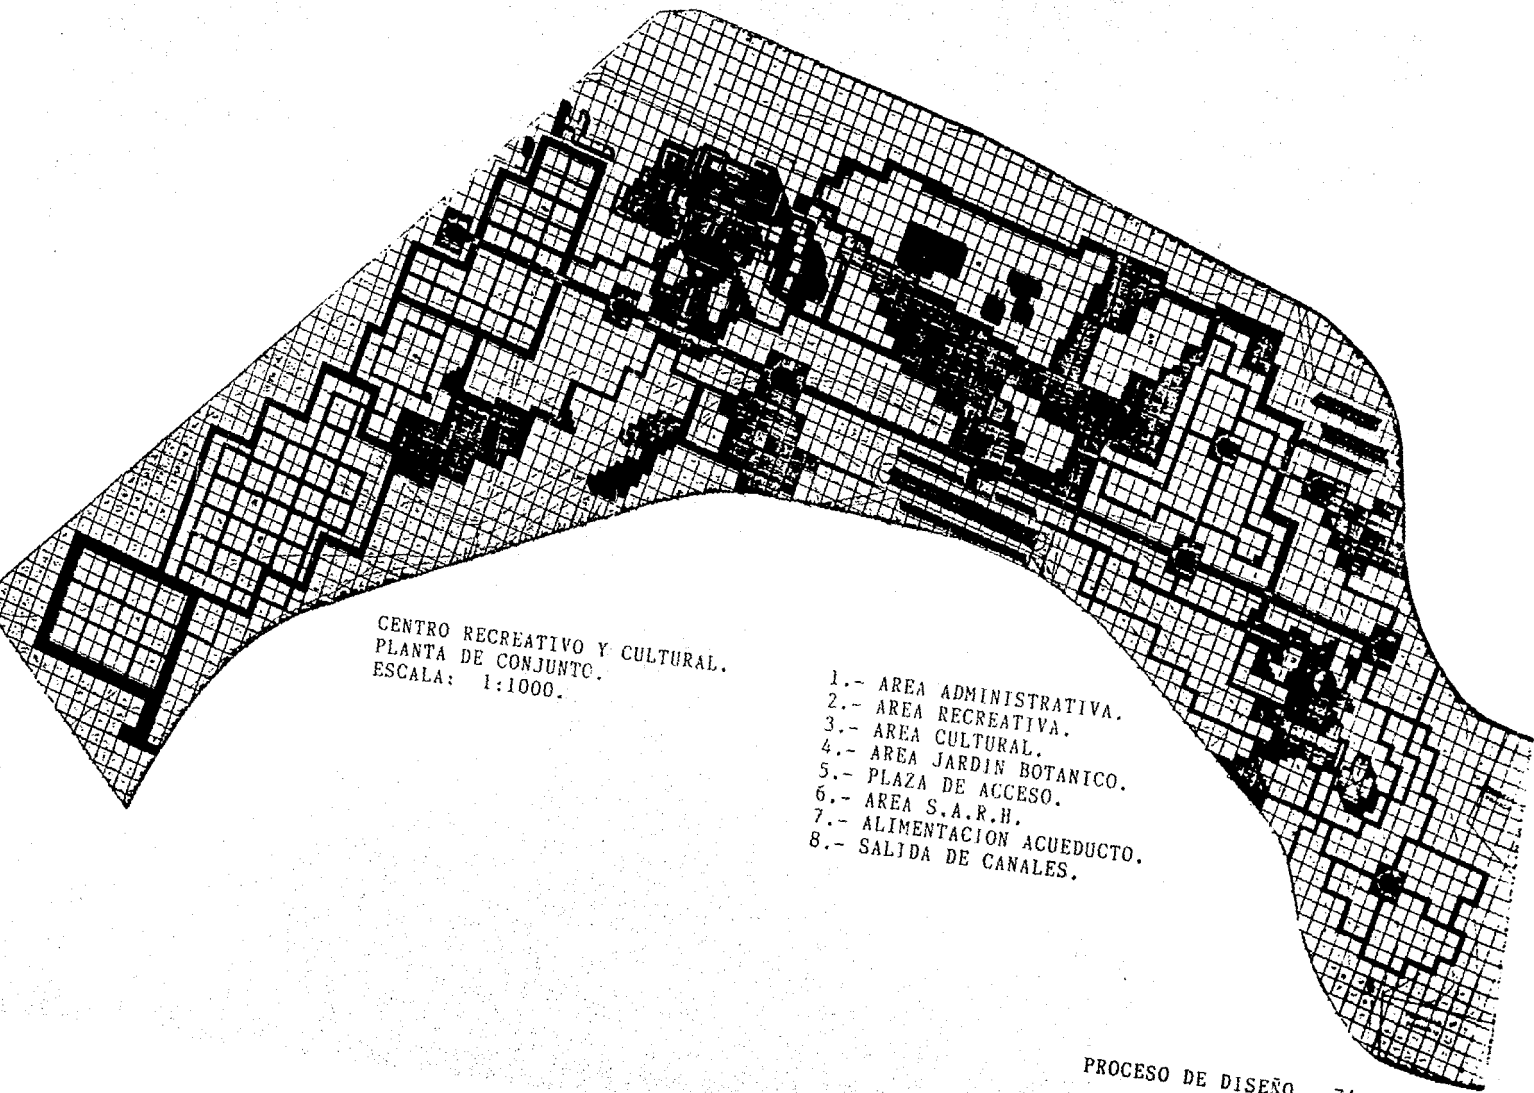 CENTRO RECREATIVO Y CULTURAL.
PLANTA DE CONJUNTO.
ESCALA: 1:1000.
1.- AREA ADMINISTRATIVA.
2.- AREA RECREATIVA.
3.- AREA CULTURAL.
4.- AREA JARDIN BOTANICO.
5.- PLAZA DE ACCESO.
6.- AREA S.A.R.H.
7.- ALIMENTACION ACUEDUCTO.
8.- SALIDA DE CANALES.
PROCESO DE DISEÑO